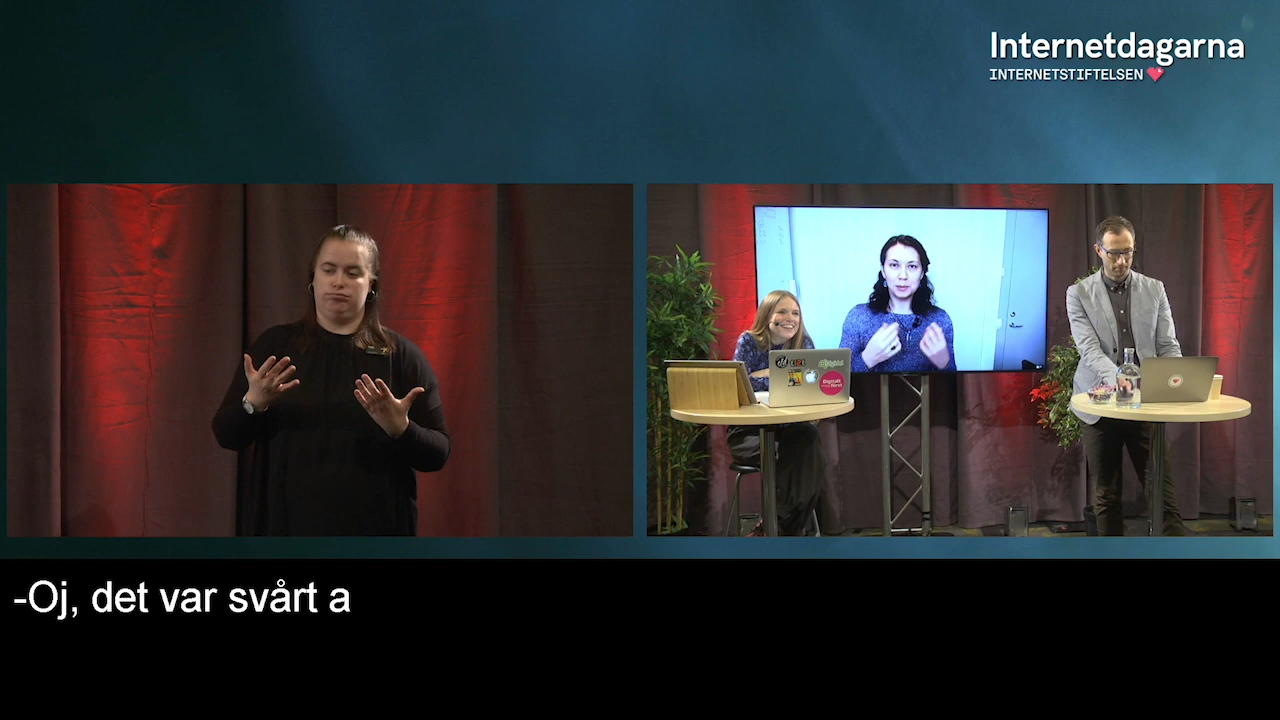 Internetdagarna
INTERNETSTIFTELSEN
-Oj, det var svårt a